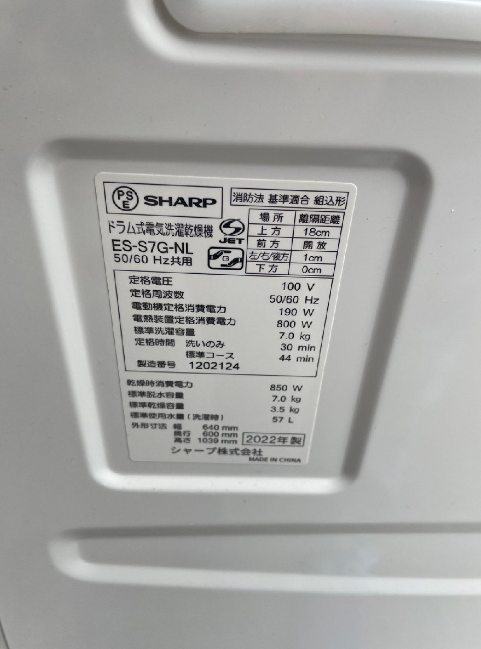 PS E SHARP
消防法 基準適合 組込形
ドラム式電気洗濯乾燥機
ES-S7G-NL
50/60 Hz共用
S JET
場所 離隔距離
上方 18cm
前方 開放
左/右/後方 1cm
下方 0cm
定格電圧 100 V
定格周波数 50/60 Hz
電動機定格消費電力 190 W
電熱装置定格消費電力 800 W
標準洗濯容量 7.0 kg
定格時間 洗いのみ 30 min
標準コース 44 min
製造番号 1202124
乾燥時消費電力 850 W
標準脱水容量 7.0 kg
標準乾燥容量 3.5 kg
標準使用水量(洗濯時) 57 L
外形寸法 幅 640 mm
奥行 600 mm
高さ 1039 mm
2022年製
シャープ株式会社
MADE IN CHINA